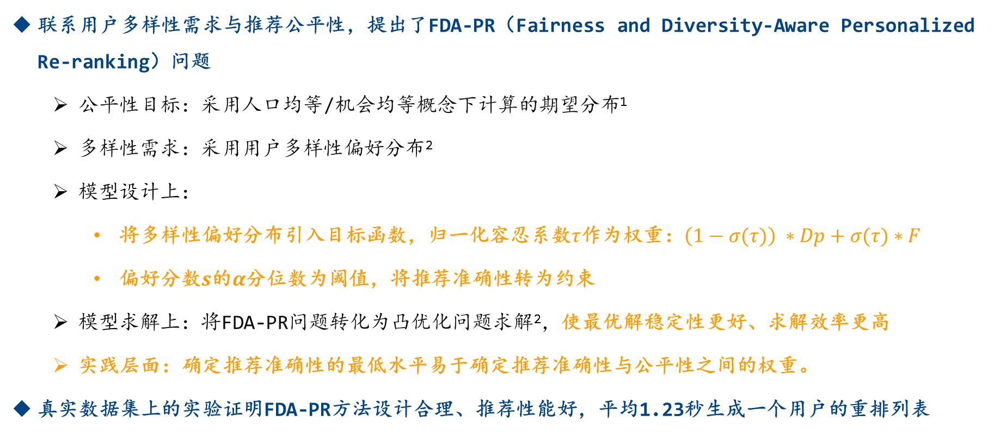 ◆ 联系用户多样性需求与推荐公平性，提出了FDA-PR（Fairness and Diversity-Aware Personalized
Re-ranking）问题
➢ 公平性目标：采用人口均等/机会均等概念下计算的期望分布¹
➢ 多样性需求：采用用户多样性偏好分布²
➢ 模型设计上：
• 将多样性偏好分布引入目标函数，归一化容忍系数τ作为权重：(1 − σ(τ)) ∗ Dp + σ(τ) ∗ F
• 偏好分数s的α分位数为阈值，将推荐准确性转为约束
➢ 模型求解上：将FDA-PR问题转化为凸优化问题求解²，使最优解稳定性更好、求解效率更高
➢ 实践层面：确定推荐准确性的最低水平易于确定推荐准确性与公平性之间的权重。
◆ 真实数据集上的实验证明FDA-PR方法设计合理、推荐性能好，平均1.23秒生成一个用户的重排列表